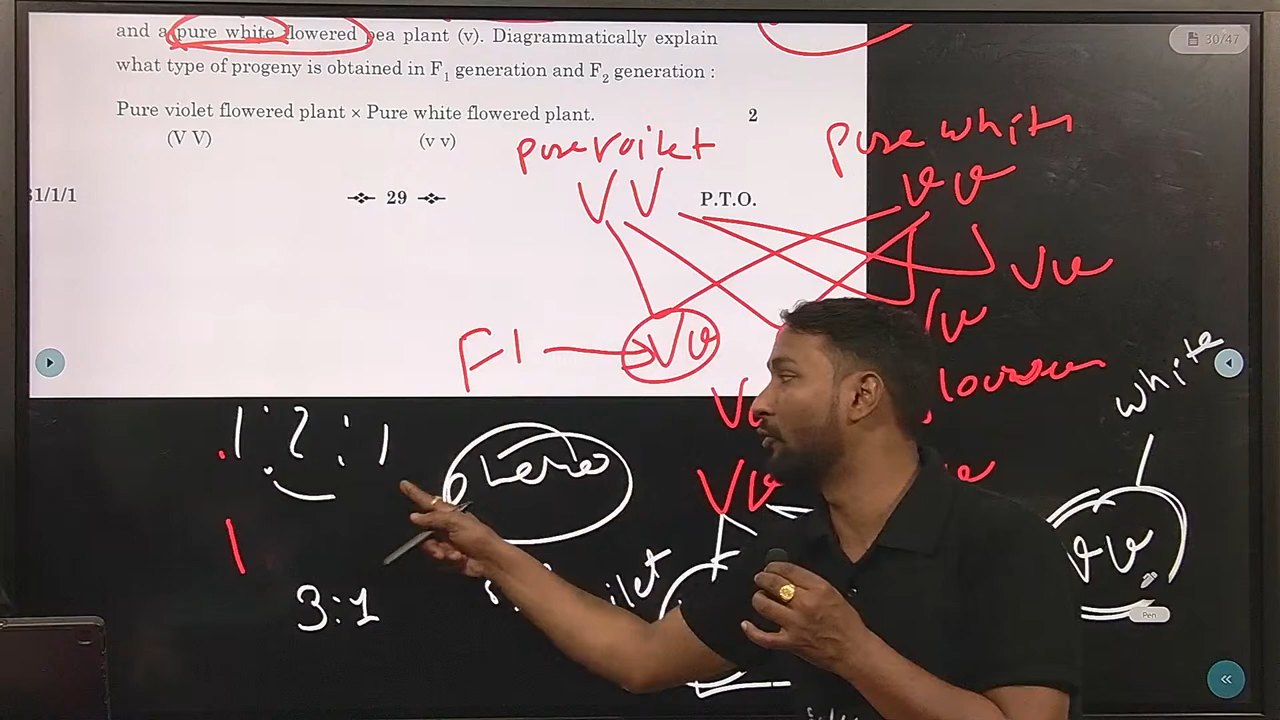 and a pure white flowered pea plant (v). Diagrammatically explain
what type of progeny is obtained in F₁ generation and F₂ generation :
Pure violet flowered plant × Pure white flowered plant. 2
(V V) (v v)
31/1/1 29 P.T.O.
30/47
pure voilet pure white
V V v v
Vv
Vv
F1 Vv
white
1:2:1
Vv
vv
3:1
Pen